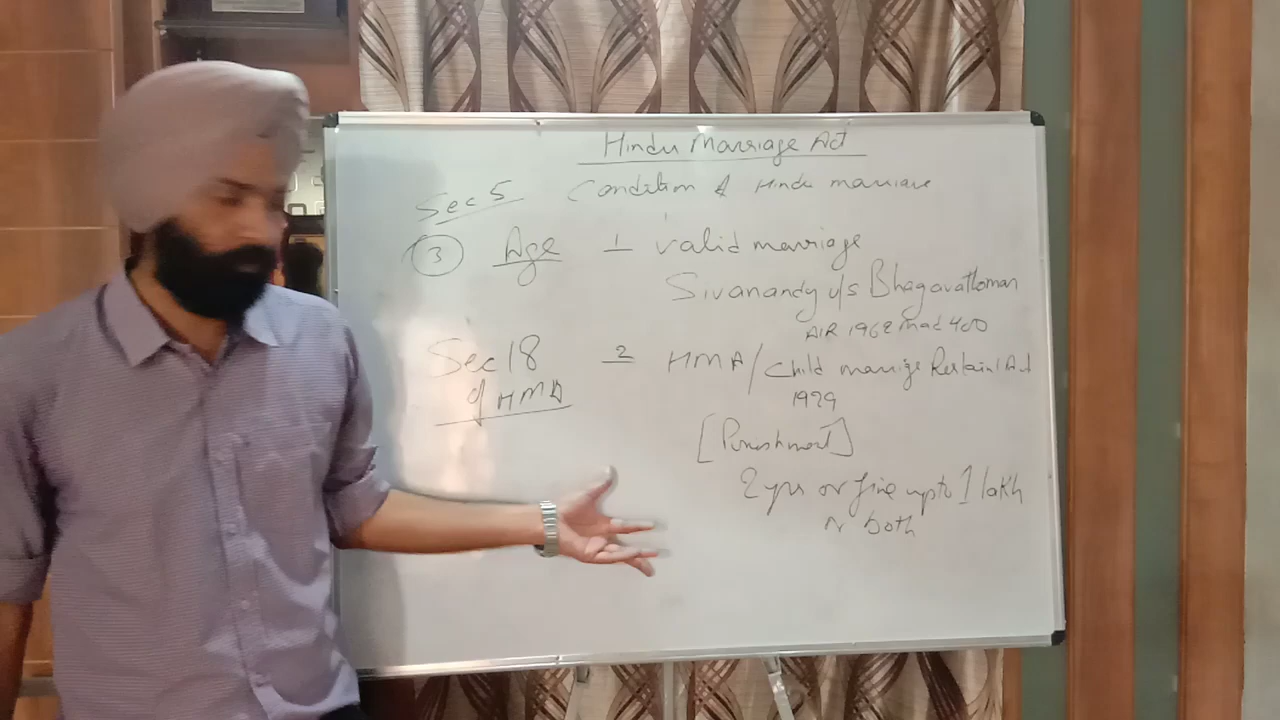 Hindu Marriage Act
Sec 5 Condition of Hindu marriage
③ Age 1 valid marriage
Sivanandy v/s Bhagavathymma
AIR 1962 Mad 400
Sec 18 2 HMA/Child marriage Restraint Act
of HMA 1929
[Punishment]
2 yrs or fine upto 1 lakh
or both